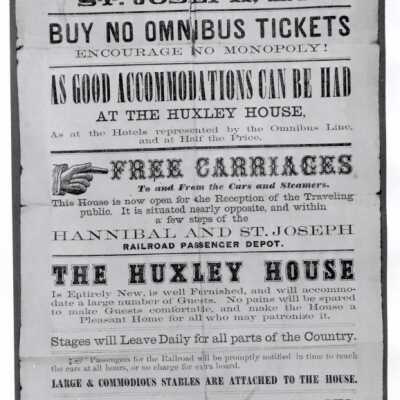 ST. JOSEPH,
BUY NO OMNIBUS TICKETS
ENCOURAGE NO MONOPOLY!
AS GOOD ACCOMMODATIONS CAN BE HAD
AT THE HUXLEY HOUSE,
As at the Hotels represented by the Omnibus Line,
and at Half the Price.
FREE CARRIAGES
To and From the Cars and Steamers.
This House is now open for the Reception of the Traveling
public. It is situated nearly opposite, and within
a few steps of the
HANNIBAL AND ST. JOSEPH
RAILROAD PASSENGER DEPOT.
THE HUXLEY HOUSE
Is Entirely New, is well Furnished, and will accommo-
date a large number of Guests. No pains will be spared
to make Guests comfortable, and make the House a
Pleasant Home for all who may patronize it.
Stages will Leave Daily for all parts of the Country.
Passengers for the Railroad will be promptly notified in time to reach
the cars at all hours, or no charge for extra board.
LARGE & COMMODIOUS STABLES ARE ATTACHED TO THE HOUSE.